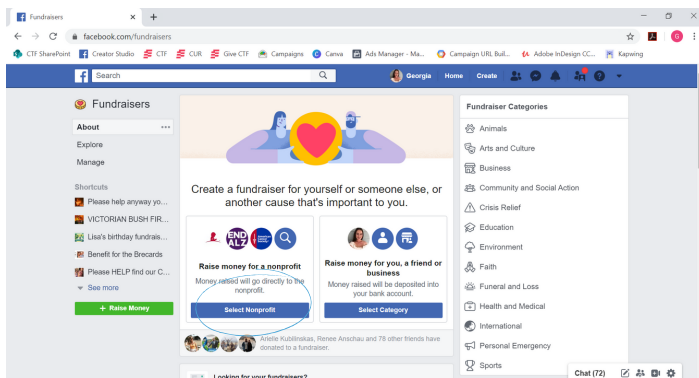 Fundraisers
facebook.com/fundraisers
G
CTF SharePoint
Creator Studio
CTF
CUR
Give CTF
Campaigns
Canva
Ads Manager - Ma...
Campaign URL Buil...
Adobe InDesign CC...
Kapwing
Search
Georgia
Home
Create
Fundraisers
About
Explore
Manage
Shortcuts
Please help anyway yo...
VICTORIAN BUSH FIR...
Lisa's birthday fundrais...
Benefit for the Brecards
Please HELP find our C...
See more
+ Raise Money
Create a fundraiser for yourself or someone else, or
another cause that's important to you.
END
ALZ
Raise money for a nonprofit
Money raised will go directly to the
nonprofit.
Select Nonprofit
Raise money for you, a friend or
business
Money raised will be deposited into
your bank account.
Select Category
Arielle Kubilinskas, Renee Anschau and 78 other friends have
donated to a fundraiser.
Looking for your fundraisers?
Fundraiser Categories
Animals
Arts and Culture
Business
Community and Social Action
Crisis Relief
Education
Environment
Faith
Funeral and Loss
Health and Medical
International
Personal Emergency
Sports
Chat (72)